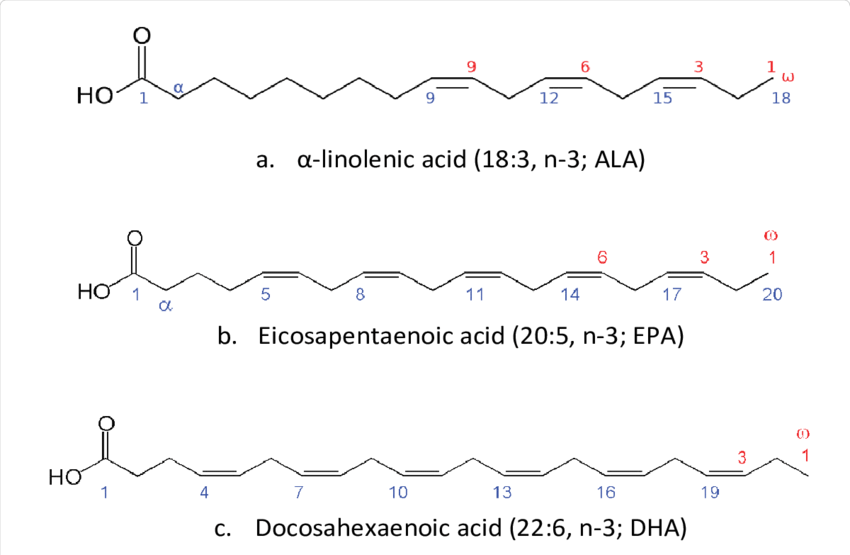 O
9 6 3 1 ω
HO 1 α 9 12 15 18
a. α-linolenic acid (18:3, n-3; ALA)
O
ω
6 3 1
HO 1 5 8 11 14 17 20
α
b. Eicosapentaenoic acid (20:5, n-3; EPA)
O
ω
3 1
HO
1 4 7 10 13 16 19
c. Docosahexaenoic acid (22:6, n-3; DHA)